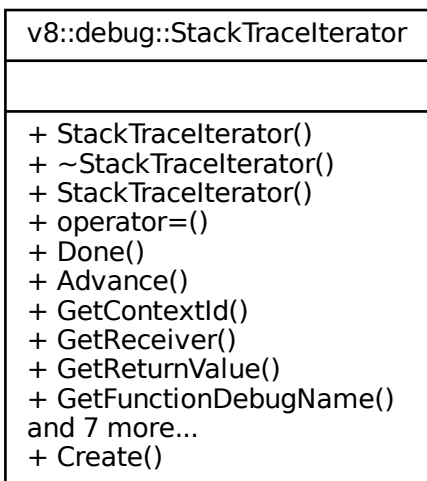 v8::debug::StackTraceIterator
+ StackTraceIterator()
+ ~StackTraceIterator()
+ StackTraceIterator()
+ operator=()
+ Done()
+ Advance()
+ GetContextId()
+ GetReceiver()
+ GetReturnValue()
+ GetFunctionDebugName()
and 7 more...
+ Create()